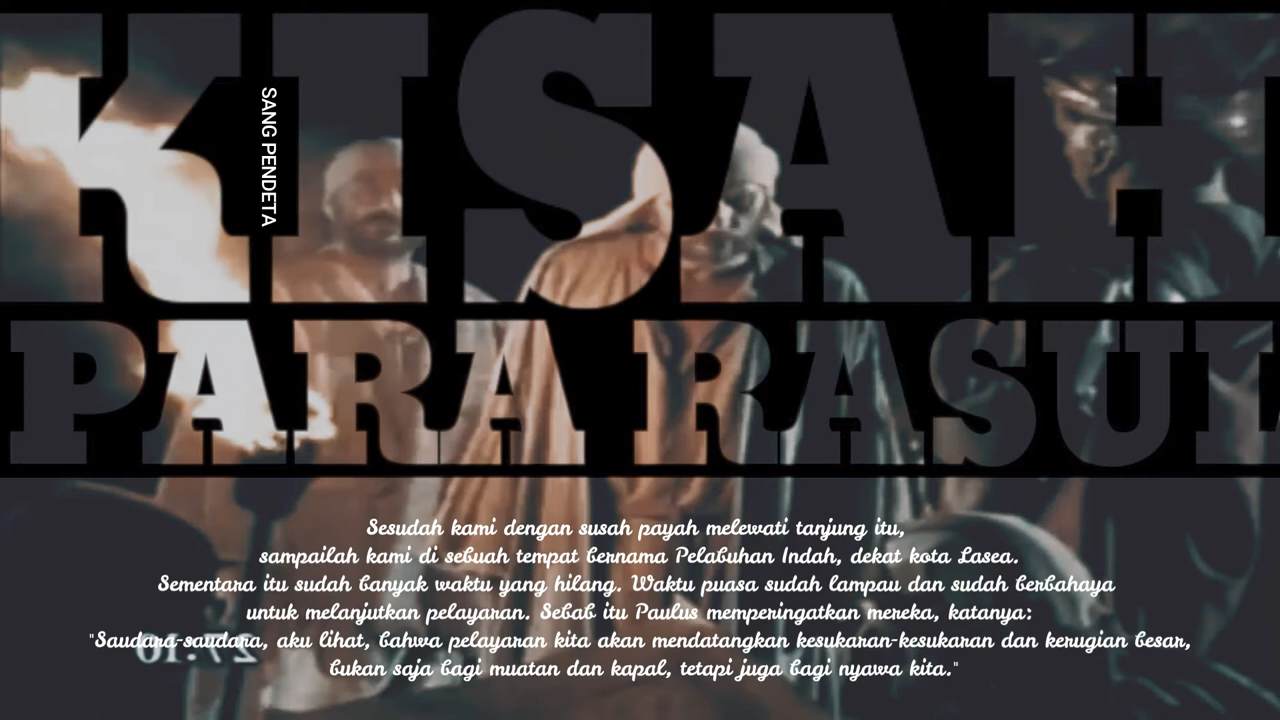 KISAH
SANG PENDETA
PARA RASUL
Sesudah kami dengan susah payah melewati tanjung itu,
sampailah kami di sebuah tempat bernama Pelabuhan Indah, dekat kota Lasea.
Sementara itu sudah banyak waktu yang hilang. Waktu puasa sudah lampau dan sudah berbahaya
untuk melanjutkan pelayaran. Sebab itu Paulus memperingatkan mereka, katanya:
"Saudara-saudara, aku lihat, bahwa pelayaran kita akan mendatangkan kesukaran-kesukaran dan kerugian besar,
bukan saja bagi muatan dan kapal, tetapi juga bagi nyawa kita."
27:10